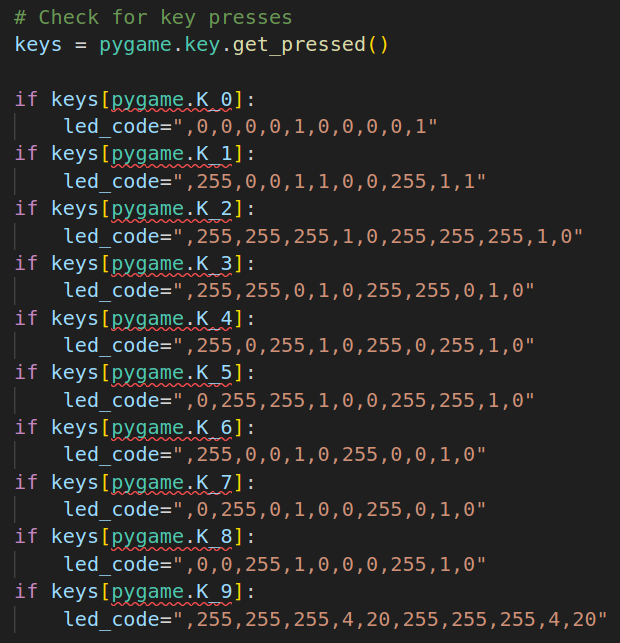 # Check for key presses
keys = pygame.key.get_pressed()
if keys[pygame.K_0]:
led_code=",0,0,0,0,1,0,0,0,0,1"
if keys[pygame.K_1]:
led_code=",255,0,0,1,1,0,0,255,1,1"
if keys[pygame.K_2]:
led_code=",255,255,255,1,0,255,255,255,1,0"
if keys[pygame.K_3]:
led_code=",255,255,0,1,0,255,255,0,1,0"
if keys[pygame.K_4]:
led_code=",255,0,255,1,0,255,0,255,1,0"
if keys[pygame.K_5]:
led_code=",0,255,255,1,0,0,255,255,1,0"
if keys[pygame.K_6]:
led_code=",255,0,0,1,0,255,0,0,1,0"
if keys[pygame.K_7]:
led_code=",0,255,0,1,0,0,255,0,1,0"
if keys[pygame.K_8]:
led_code=",0,0,255,1,0,0,0,255,1,0"
if keys[pygame.K_9]:
led_code=",255,255,255,4,20,255,255,255,4,20"